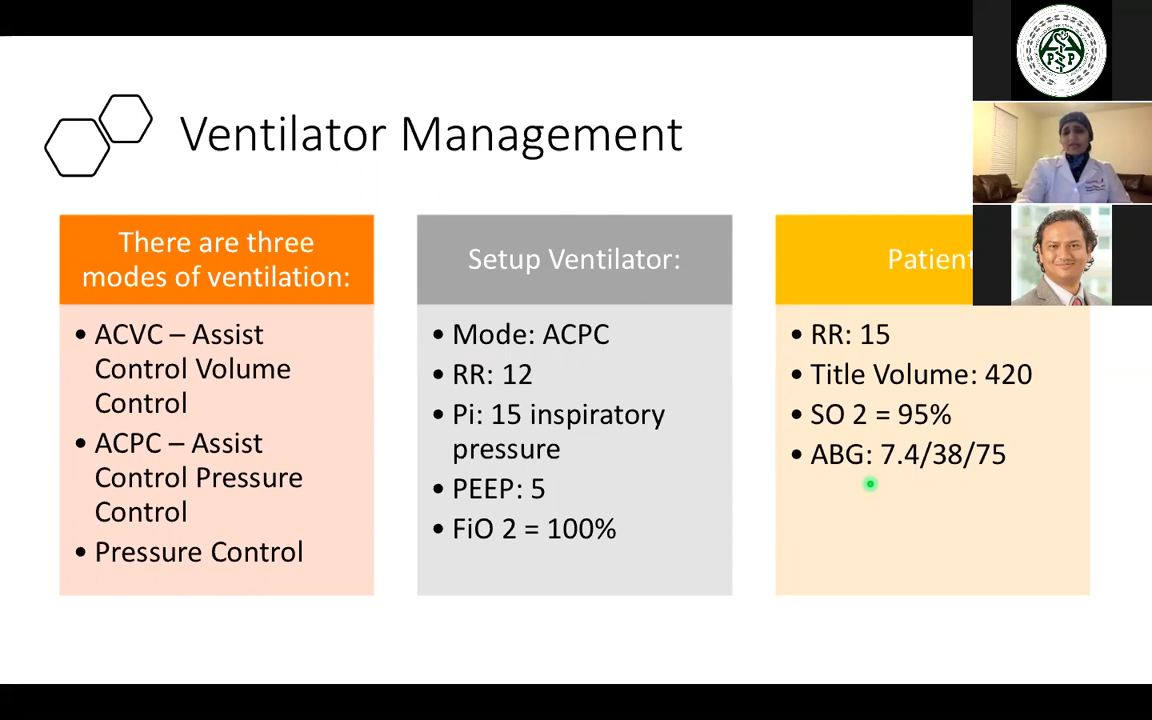 Ventilator Management
There are three
modes of ventilation:
• ACVC – Assist
Control Volume
Control
• ACPC – Assist
Control Pressure
Control
• Pressure Control
Setup Ventilator:
• Mode: ACPC
• RR: 12
• Pi: 15 inspiratory
pressure
• PEEP: 5
• FiO 2 = 100%
Patient
• RR: 15
• Title Volume: 420
• SO 2 = 95%
• ABG: 7.4/38/75
P P